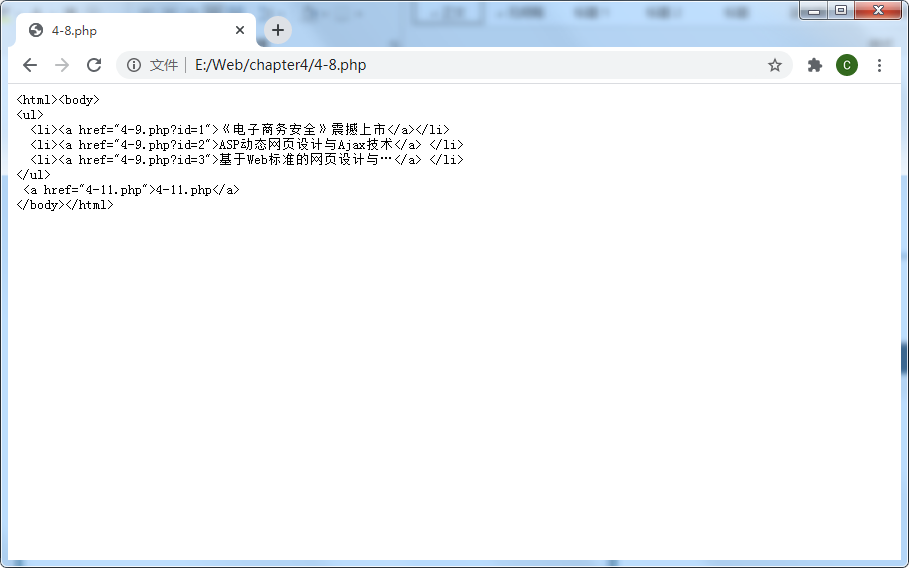 4-8.php
文件 E:/Web/chapter4/4-8.php
C
<html><body>
<ul>
<li><a href="4-9.php?id=1">《电子商务安全》震撼上市</a></li>
<li><a href="4-9.php?id=2">ASP动态网页设计与Ajax技术</a> </li>
<li><a href="4-9.php?id=3">基于Web标准的网页设计与…</a> </li>
</ul>
<a href="4-11.php">4-11.php</a>
</body></html>